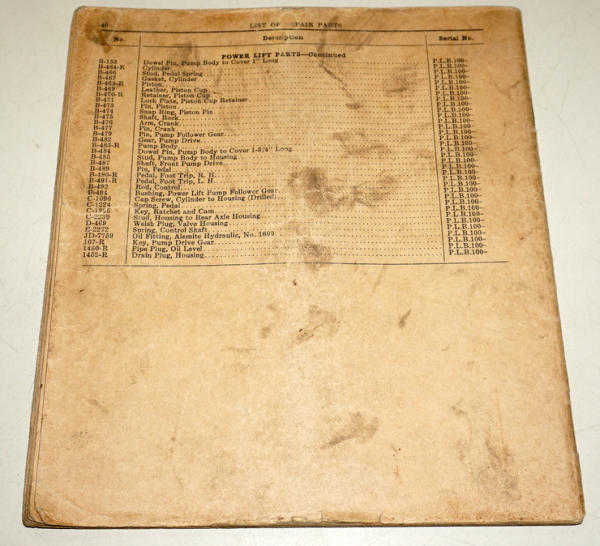 46 LIST OF REPAIR PARTS
No. Description Serial No.
POWER LIFT PARTS—Continued
B-153 Dowel Pin, Pump Body to Cover 1" Long P.L.B.100–
B-464-R Cylinder P.L.B.100–
B-466 Stud, Pedal Spring P.L.B.100–
B-467 Gasket, Cylinder P.L.B.100–
B-468-R Piston P.L.B.100–
B-469 Leather, Piston Cup P.L.B.100–
B-470-R Retainer, Piston Cup P.L.B.100–
B-471 Lock Plate, Piston Cup Retainer P.L.B.100–
B-473 Pin, Piston P.L.B.100–
B-474 Snap Ring, Piston Pin P.L.B.100–
B-475 Shaft, Rock P.L.B.100–
B-476 Arm, Crank P.L.B.100–
B-477 Pin, Crank P.L.B.100–
B-479 Pin, Pump Follower Gear P.L.B.100–
B-482 Gear, Pump Drive P.L.B.100–
B-483-R Pump Body P.L.B.100–
B-484 Dowel Pin, Pump Body to Cover 1-3/4" Long P.L.B.100–
B-485 Stud, Pump Body to Housing P.L.B.100–
B-487 Shaft, Front Pump Drive P.L.B.100–
B-489 Pin, Pedal P.L.B.100–
B-490-R Pedal, Foot Trip, R. H. P.L.B.100–
B-491-R Pedal, Foot Trip, L. H. P.L.B.100–
B-492 Rod, Control P.L.B.100–
B-494 Bushing, Power Lift Pump Follower Gear P.L.B.100–
C-1096 Cap Screw, Cylinder to Housing (Drilled) P.L.B.100–
C-1224 Spring, Pedal P.L.B.100–
Key, Ratchet and Cam P.L.B.100–
C-2239 Stud, Housing to Rear Axle Housing P.L.B.100–
D-469 Welsh Plug, Valve Housing P.L.B.100–
E-2272 Spring, Control Shaft P.L.B.100–
JD-7759 Oil Fitting, Alemite Hydraulic, No. 1609 P.L.B.100–
107-R Key, Pump Drive Gear P.L.B.100–
1450-R Pipe Plug, Oil Level P.L.B.100–
1452-R Drain Plug, Housing P.L.B.100–